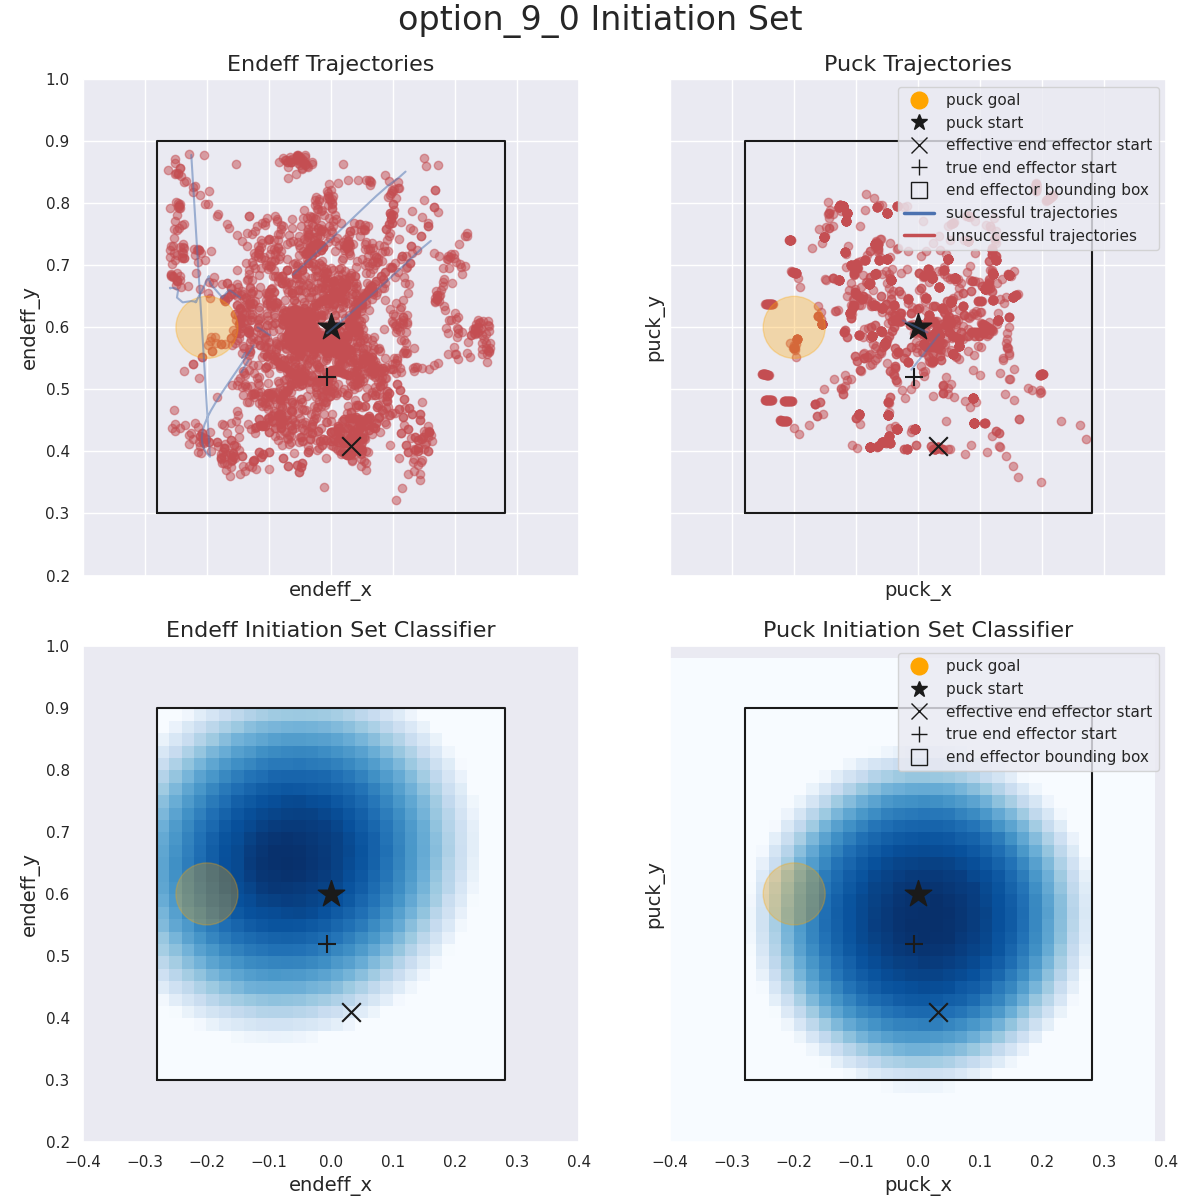 option_9_0 Initiation Set
Endeff Trajectories
Puck Trajectories
1.0
0.9
0.8
0.7
0.6
0.5
0.4
0.3
0.2
endeff_y
endeff_x
puck_y
puck_x
puck goal
puck start
effective end effector start
true end effector start
end effector bounding box
successful trajectories
unsuccessful trajectories
Endeff Initiation Set Classifier
Puck Initiation Set Classifier
1.0
0.9
0.8
0.7
0.6
0.5
0.4
0.3
0.2
endeff_y
−0.4 −0.3 −0.2 −0.1 0.0 0.1 0.2 0.3 0.4
endeff_x
puck_y
puck goal
puck start
effective end effector start
true end effector start
end effector bounding box
−0.4 −0.3 −0.2 −0.1 0.0 0.1 0.2 0.3 0.4
puck_x